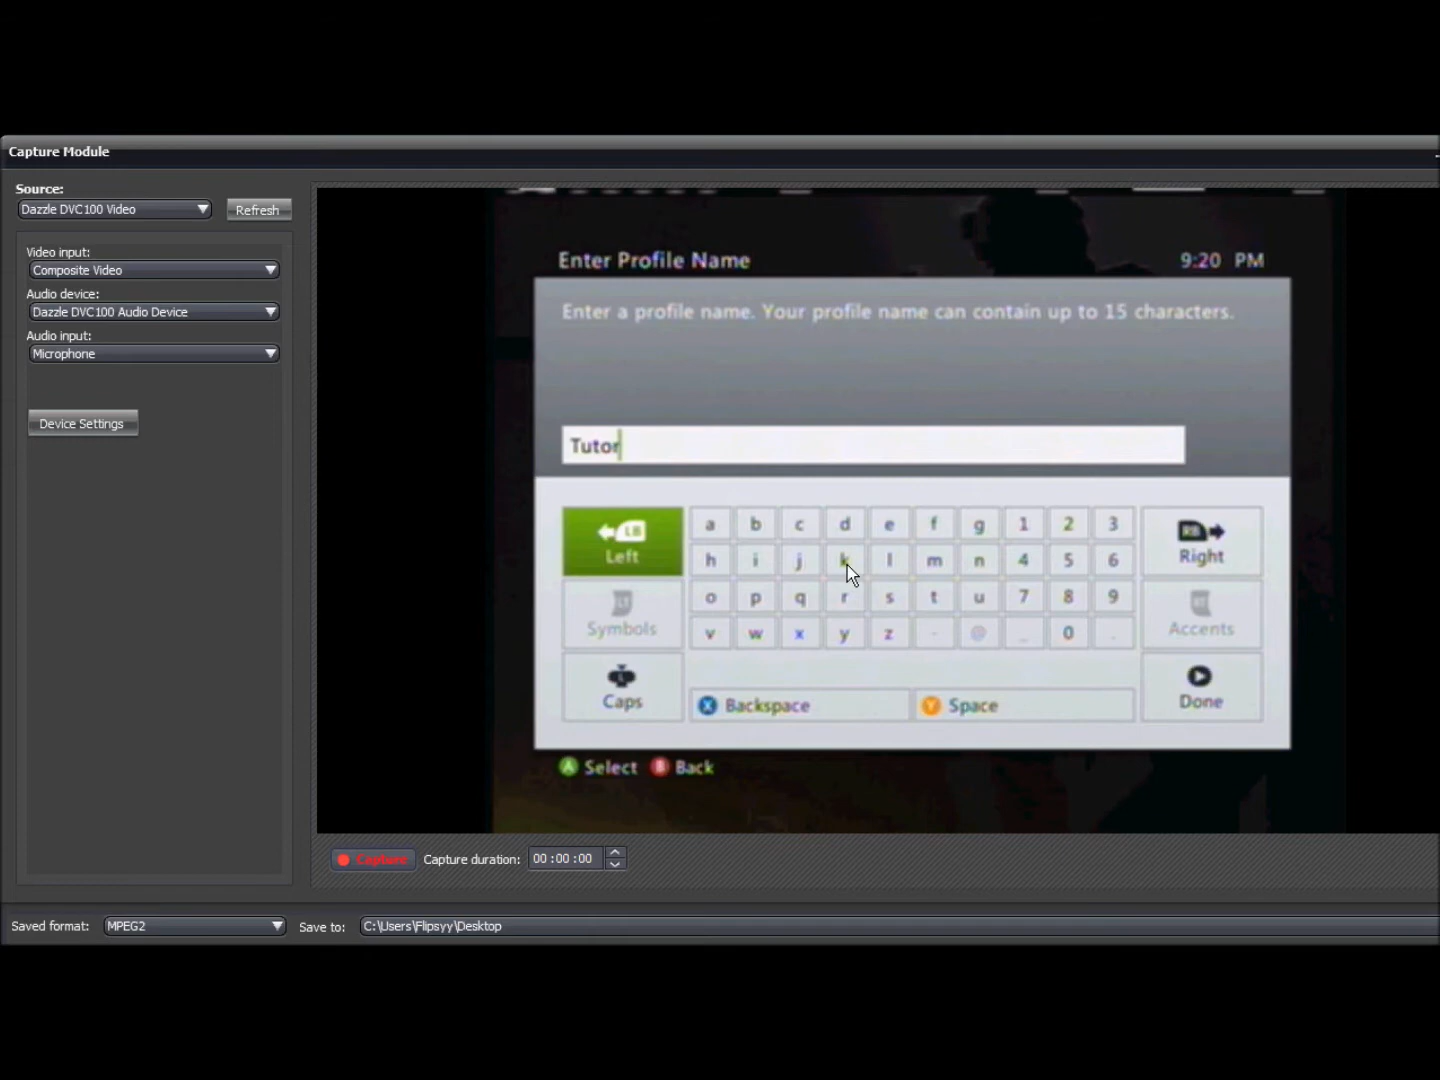 Capture Module
Source:
Dazzle DVC100 Video
Refresh
Video input:
Composite Video
Audio device:
Dazzle DVC100 Audio Device
Audio input:
Microphone
Device Settings
Enter Profile Name
9:20 PM
Enter a profile name. Your profile name can contain up to 15 characters.
Tutor
LB
Left
a b c d e f g 1 2 3
RB
Right
h i j k l m n 4 5 6
Symbols
o p q r s t u 7 8 9
Accents
v w x y z - @ _ 0 .
Caps
X Backspace
Y Space
Done
A Select B Back
Capture
Capture duration:
00:00:00
Saved format:
MPEG2
Save to:
C:\Users\Flipsyy\Desktop